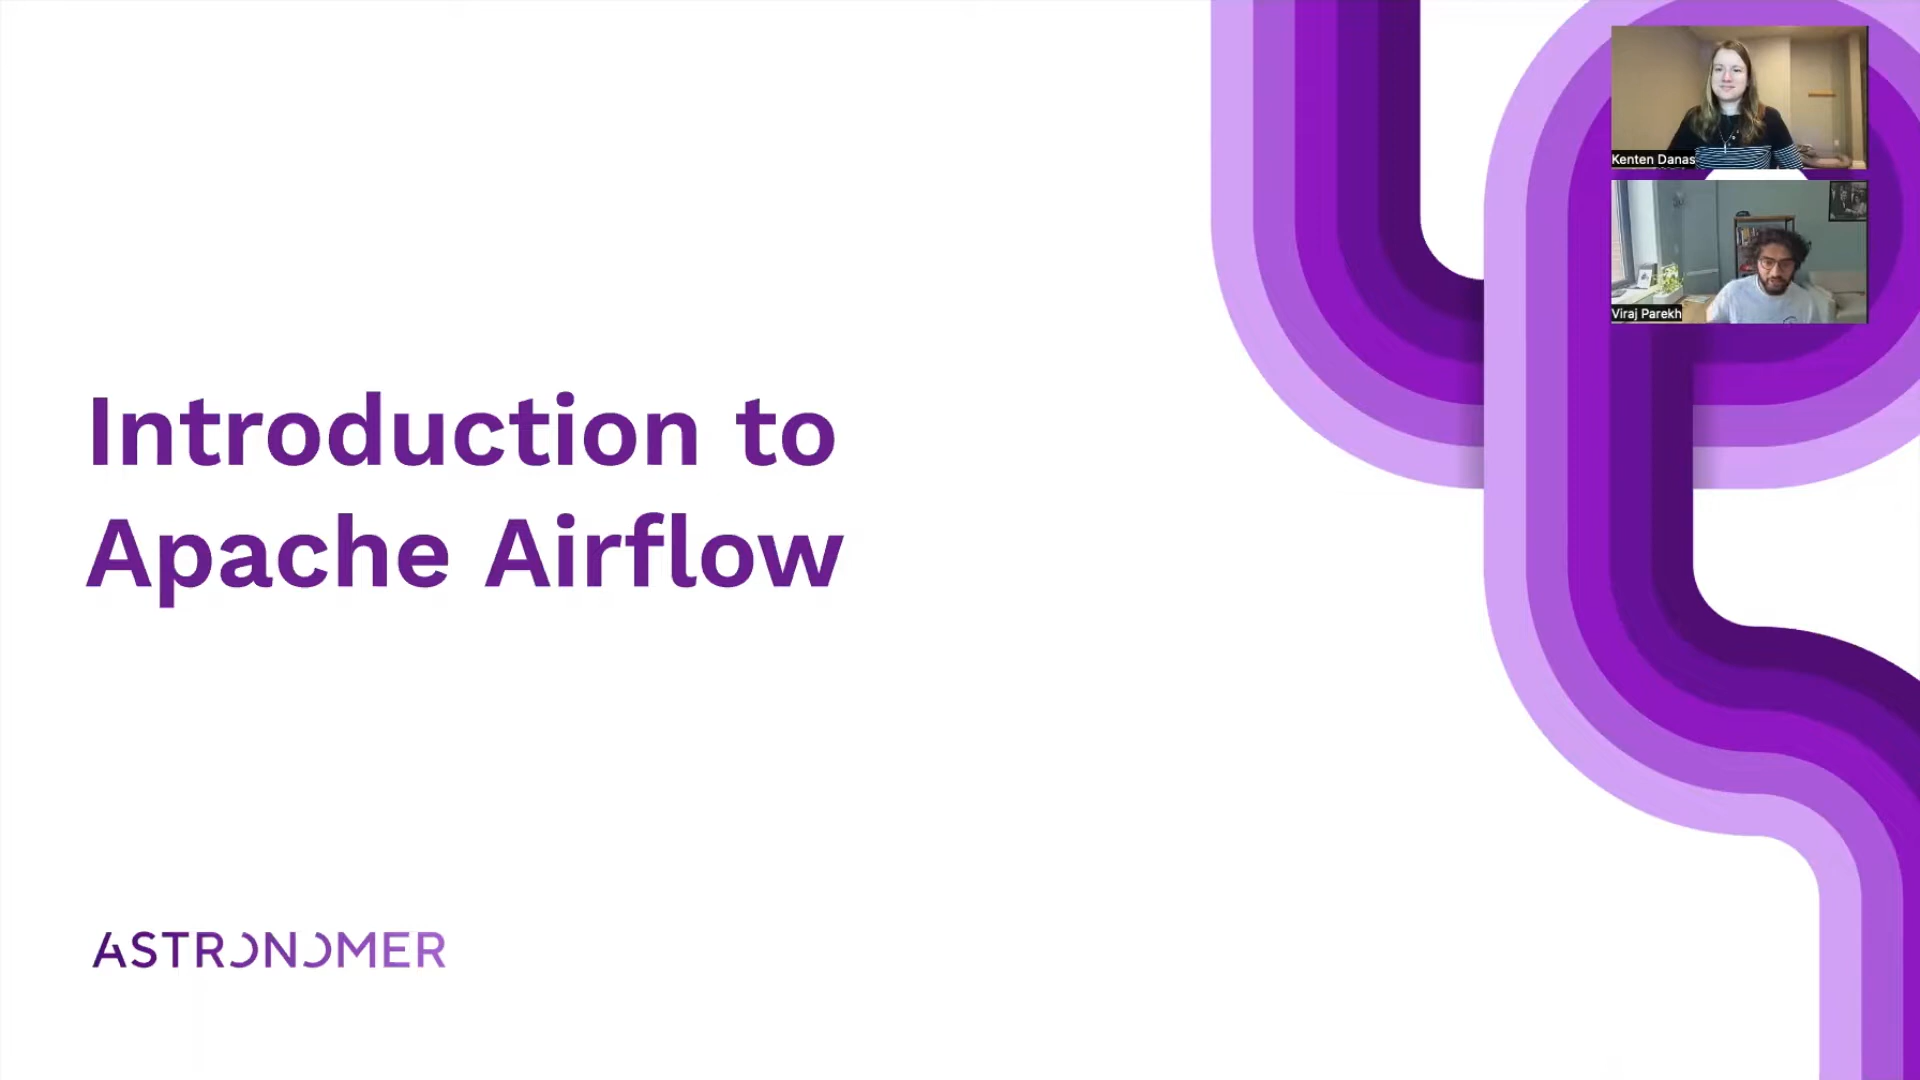 Kenten Danas
Viraj Parekh
Introduction to
Apache Airflow
ASTRONOMER